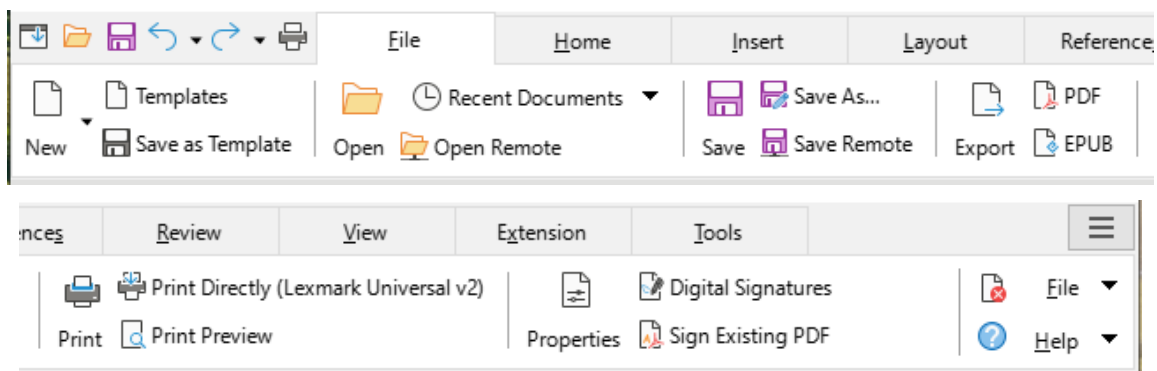 File Home Insert Layout Reference
Templates Recent Documents Save As... PDF
New Save as Template Open Open Remote Save Save Remote Export EPUB
nces Review View Extension Tools
Print Directly (Lexmark Universal v2) Digital Signatures File
Print Print Preview Properties Sign Existing PDF Help